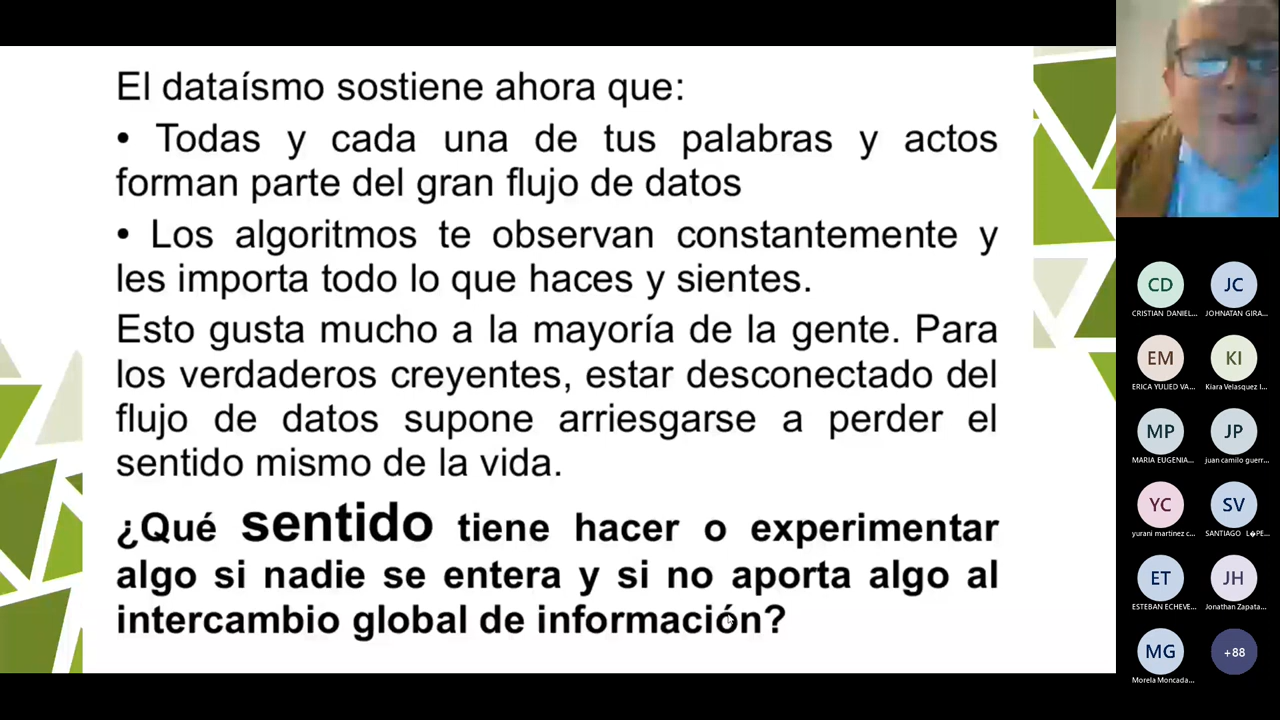 El dataísmo sostiene ahora que:
• Todas y cada una de tus palabras y actos
forman parte del gran flujo de datos
• Los algoritmos te observan constantemente y
les importa todo lo que haces y sientes.
Esto gusta mucho a la mayoría de la gente. Para
los verdaderos creyentes, estar desconectado del
flujo de datos supone arriesgarse a perder el
sentido mismo de la vida.
¿Qué sentido tiene hacer o experimentar
algo si nadie se entera y si no aporta algo al
intercambio global de información?
CD JC
CRISTIAN DANIEL... JOHNATAN GIRA...
EM KI
ERICA YULIED VA... Kiara Velasquez I...
MP JP
MARIA EUGENIA... juan camilo guerr...
YC SV
yurani martinez c... SANTIAGO L�PE...
ET JH
ESTEBAN ECHEVE... Jonathan Zapata...
MG +88
Morela Moncada...